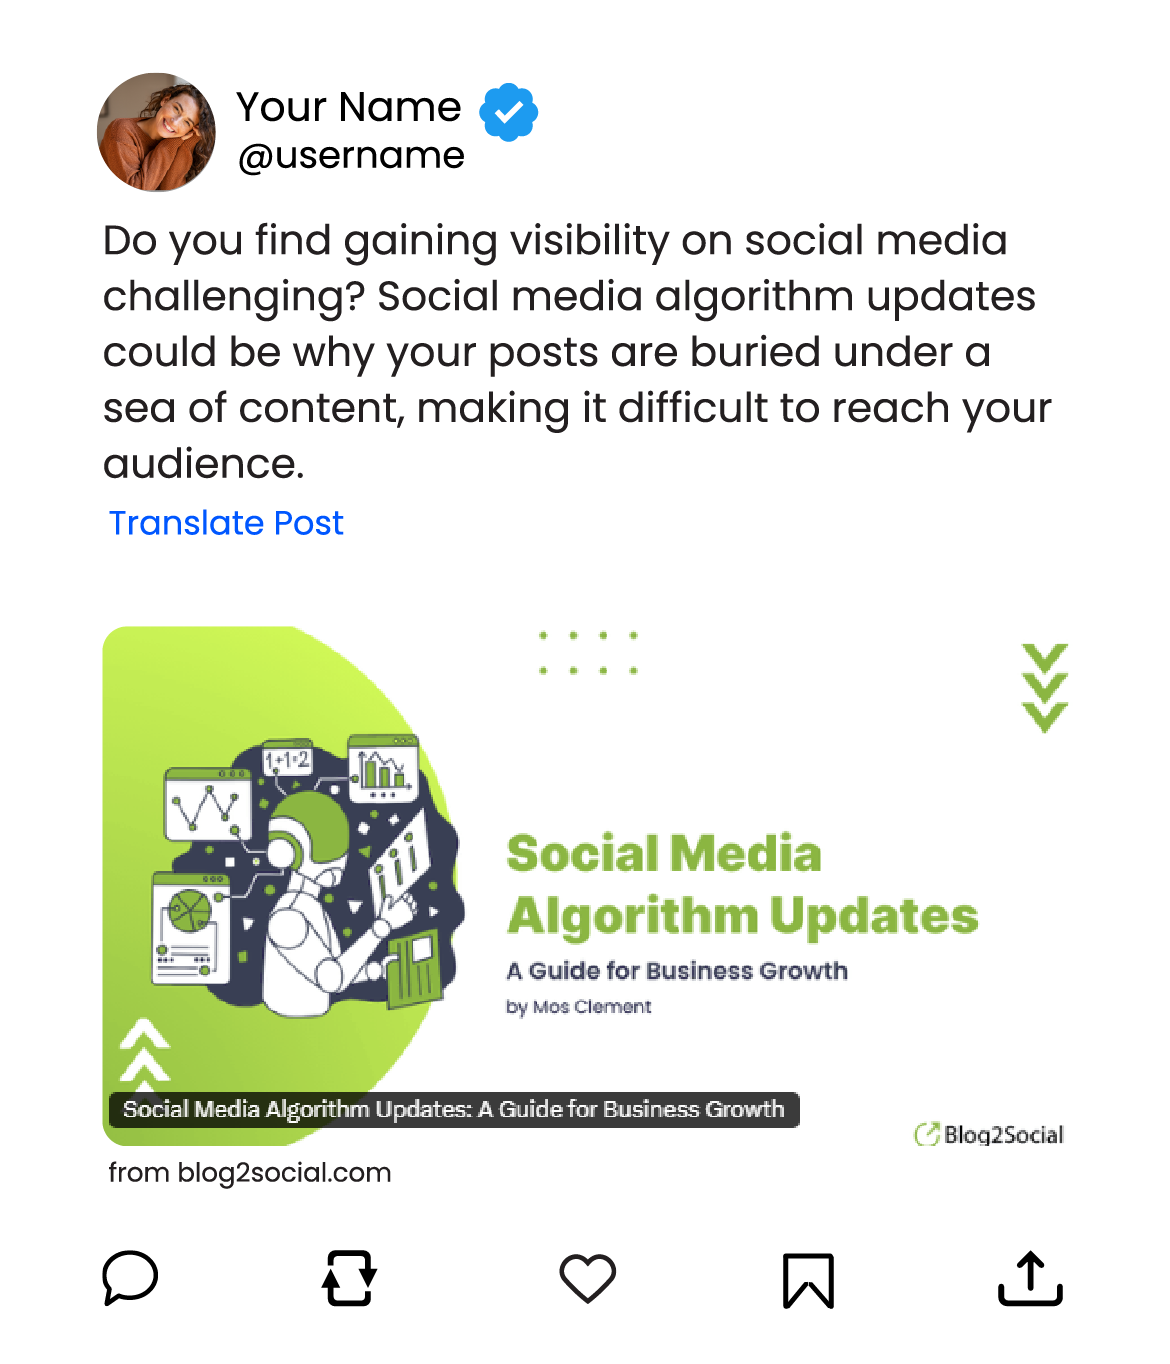 Your Name
@username
Do you find gaining visibility on social media
challenging? Social media algorithm updates
could be why your posts are buried under a
sea of content, making it difficult to reach your
audience.
Translate Post
1+1=2
Social Media
Algorithm Updates
A Guide for Business Growth
by Mos Clement
Social Media Algorithm Updates: A Guide for Business Growth
Blog2Social
from blog2social.com